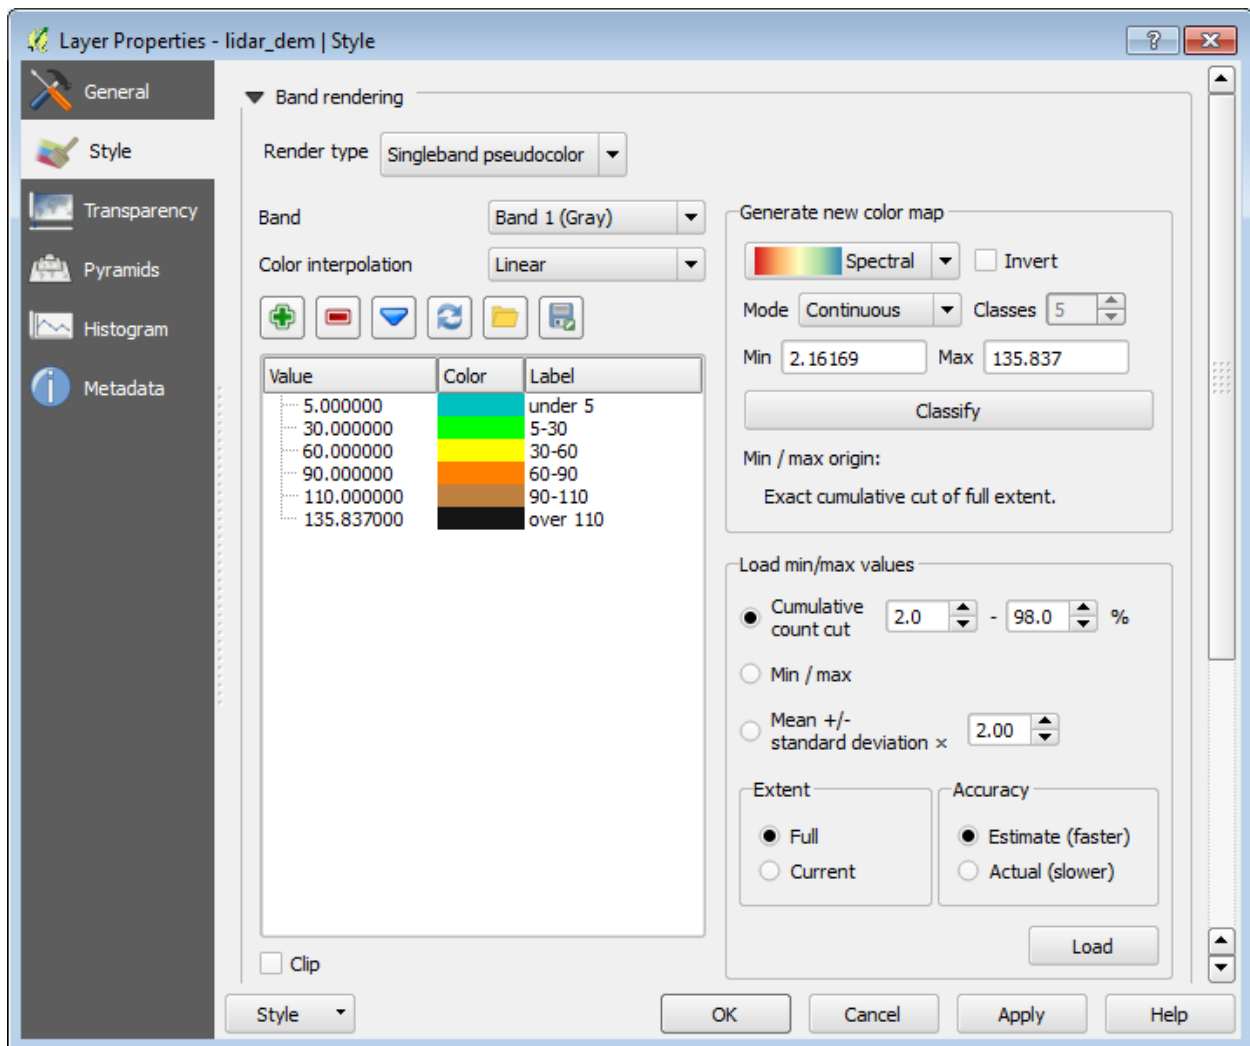 Layer Properties - lidar_dem | Style
General
Style
Transparency
Pyramids
Histogram
Metadata
Band rendering
Render type Singleband pseudocolor
Band Band 1 (Gray)
Color interpolation Linear
Value Color Label
5.000000 under 5
30.000000 5-30
60.000000 30-60
90.000000 60-90
110.000000 90-110
135.837000 over 110
Clip
Generate new color map
Spectral Invert
Mode Continuous Classes 5
Min 2.16169 Max 135.837
Classify
Min / max origin:
Exact cumulative cut of full extent.
Load min/max values
Cumulative
count cut 2.0 - 98.0 %
Min / max
Mean +/-
standard deviation × 2.00
Extent
Full
Current
Accuracy
Estimate (faster)
Actual (slower)
Load
Style OK Cancel Apply Help